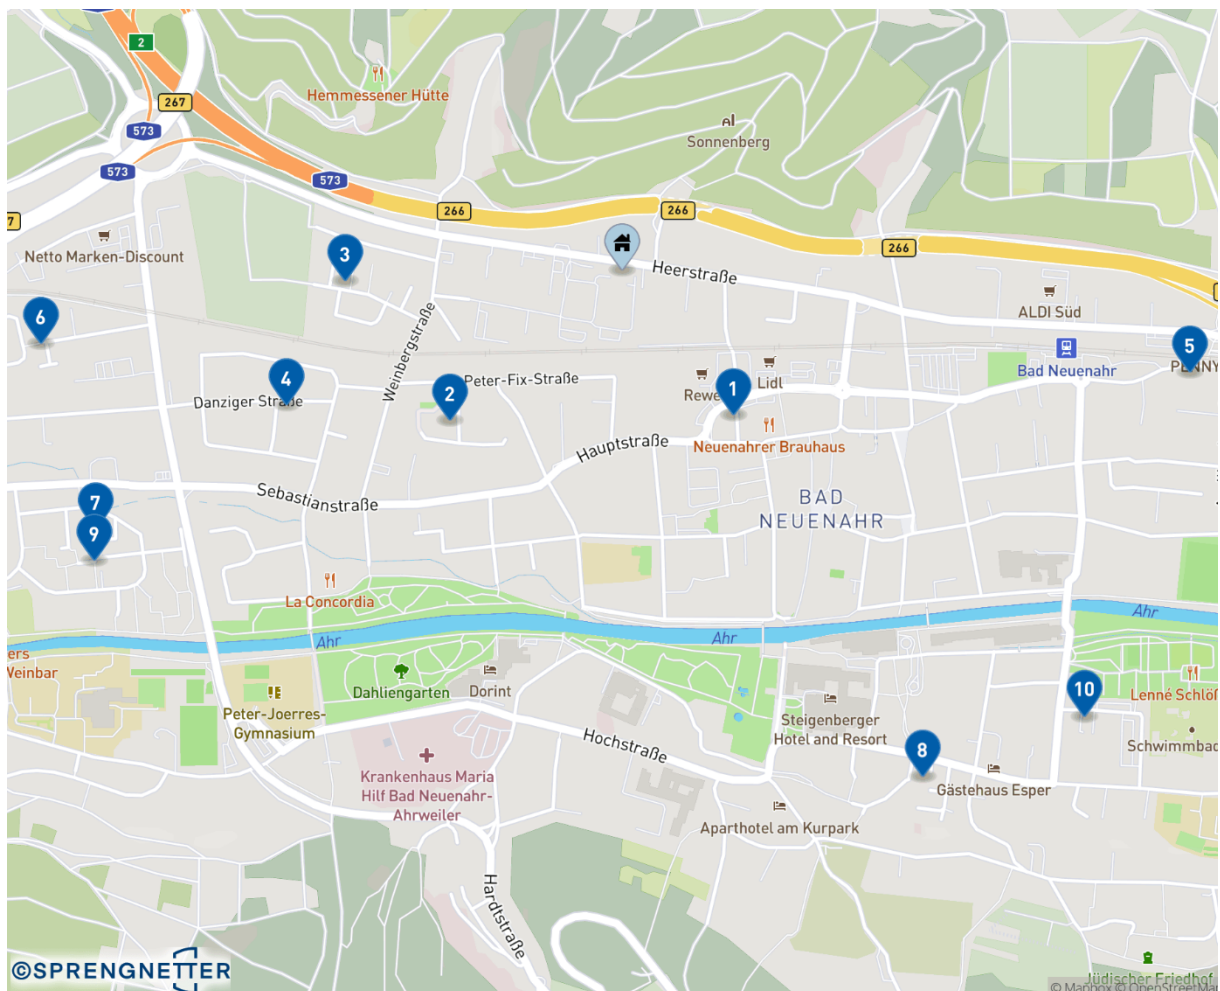 2
267
573
573
573
Hemmessener Hütte
Sonnenberg
266
266
266
7
Netto Marken-Discount
3
Heerstraße
ALDI Süd
6
Weinbergstraße
5
PENNY
Bad Neuenahr
4
Danziger Straße
2
Peter-Fix-Straße
Rewe
1
Lidl
Hauptstraße
Neuenahrer Brauhaus
Sebastianstraße
BAD
NEUENAHR
7
9
La Concordia
Ahr
Ahr
Ahr
ers
Weinbar
Dahliengarten
Dorint
Peter-Joerres-
Gymnasium
Steigenberger
Hotel and Resort
10
Lenné Schlöß
Schwimmbad
Hochstraße
8
Gästehaus Esper
Krankenhaus Maria
Hilf Bad Neuenahr-
Ahrweiler
Aparthotel am Kurpark
Hardtstraße
©SPRENGNETTER
Jüdischer Friedhof
© Mapbox © OpenStreetMap